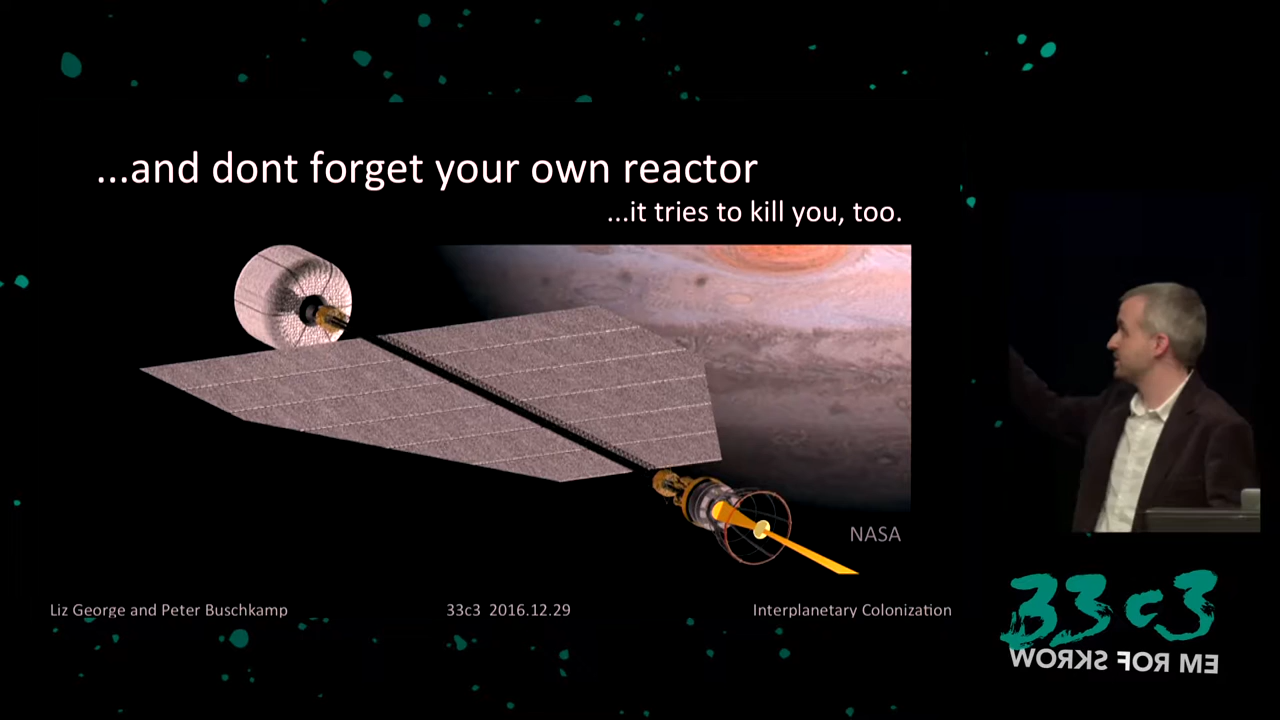 ...and dont forget your own reactor
...it tries to kill you, too.
NASA
Liz George and Peter Buschkamp
33c3 2016.12.29
Interplanetary Colonization
33c3
WORKS FOR ME